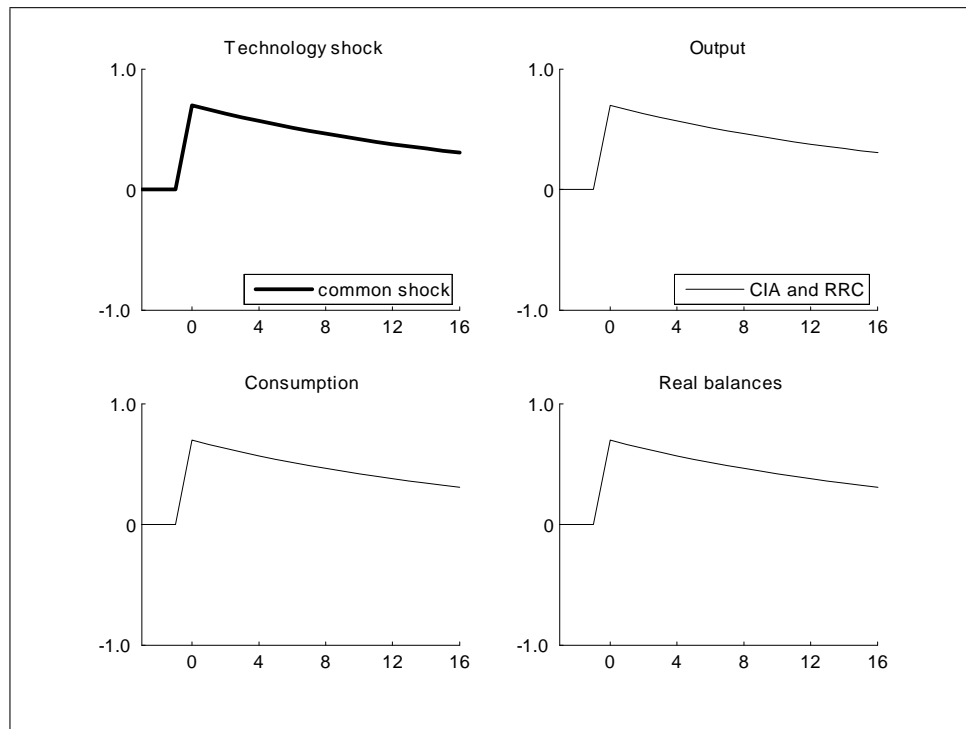 Technology shock
1.0
0
-1.0
0 4 8 12 16
common shock
Output
1.0
0
-1.0
0 4 8 12 16
CIA and RRC
Consumption
1.0
0
-1.0
0 4 8 12 16
Real balances
1.0
0
-1.0
0 4 8 12 16